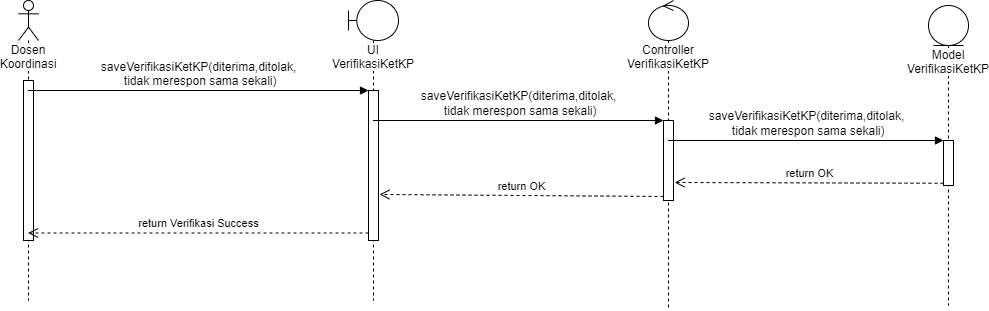 Dosen
Koordinasi
UI
VerifikasiKetKP
Controller
VerifikasiKetKP
Model
VerifikasiKetKP
saveVerifikasiKetKP(diterima,ditolak,
tidak merespon sama sekali)
saveVerifikasiKetKP(diterima,ditolak,
tidak merespon sama sekali)
saveVerifikasiKetKP(diterima,ditolak,
tidak merespon sama sekali)
return OK
return OK
return Verifikasi Success